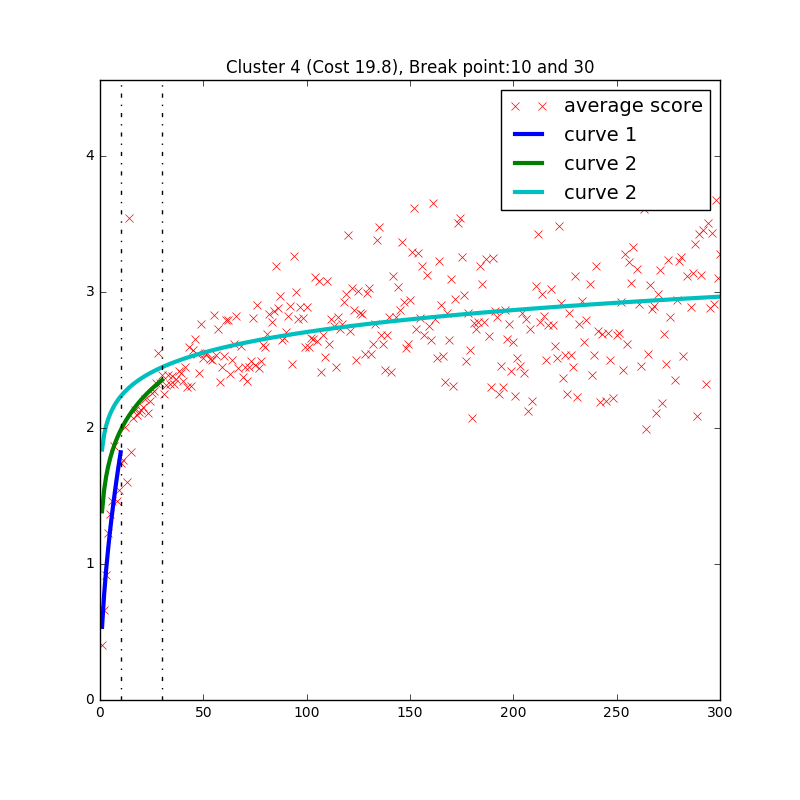 Cluster 4 (Cost 19.8), Break point:10 and 30
average score
curve 1
curve 2
curve 2
4
3
2
1
0
0 50 100 150 200 250 300